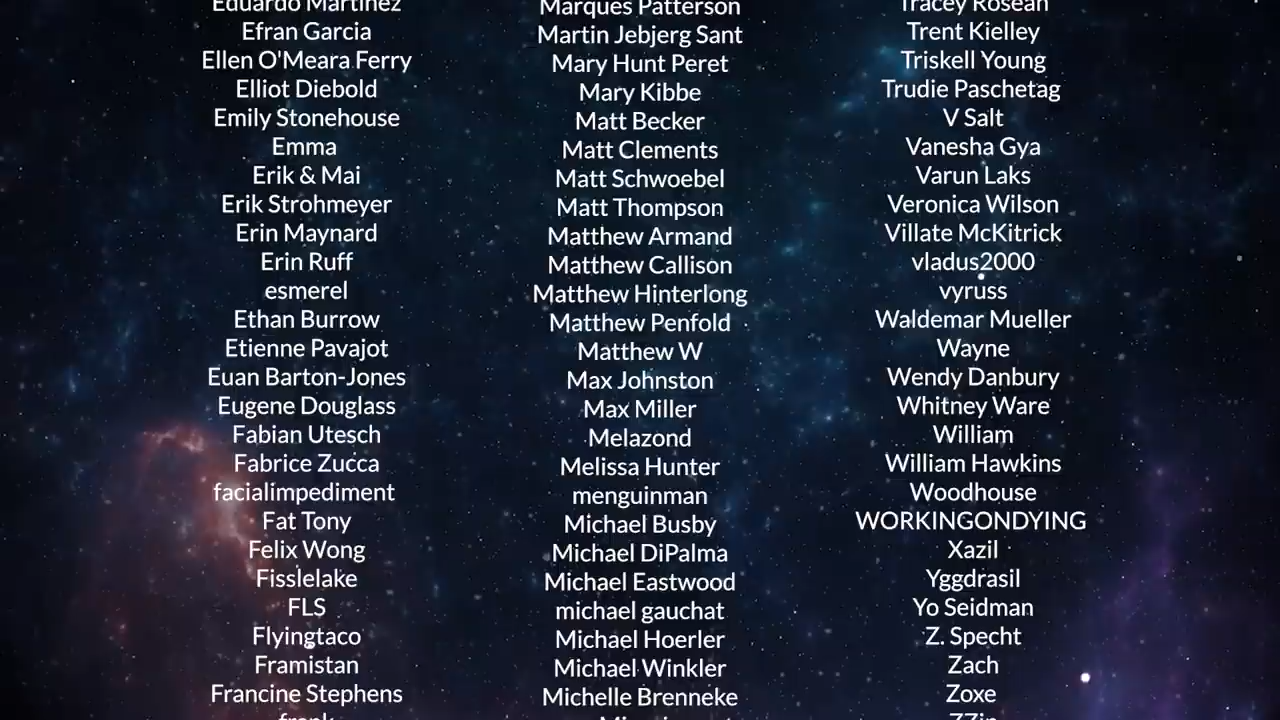 Eduardo Martinez
Efran Garcia
Ellen O'Meara Ferry
Elliot Diebold
Emily Stonehouse
Emma
Erik & Mai
Erik Strohmeyer
Erin Maynard
Erin Ruff
esmerel
Ethan Burrow
Etienne Pavajot
Euan Barton-Jones
Eugene Douglass
Fabian Utesch
Fabrice Zucca
facialimpediment
Fat Tony
Felix Wong
Fisslelake
FLS
Flyingtaco
Framistan
Francine Stephens
Marques Patterson
Martin Jebjerg Sant
Mary Hunt Peret
Mary Kibbe
Matt Becker
Matt Clements
Matt Schwoebel
Matt Thompson
Matthew Armand
Matthew Callison
Matthew Hinterlong
Matthew Penfold
Matthew W
Max Johnston
Max Miller
Melazond
Melissa Hunter
menguinman
Michael Busby
Michael DiPalma
Michael Eastwood
michael gauchat
Michael Hoerler
Michael Winkler
Michelle Brenneke
Tracey Rosean
Trent Kielley
Triskell Young
Trudie Paschetag
V Salt
Vanesha Gya
Varun Laks
Veronica Wilson
Villate McKitrick
vladus2000
vyruss
Waldemar Mueller
Wayne
Wendy Danbury
Whitney Ware
William
William Hawkins
Woodhouse
WORKINGONDYING
Xazil
Yggdrasil
Yo Seidman
Z. Specht
Zach
Zoxe